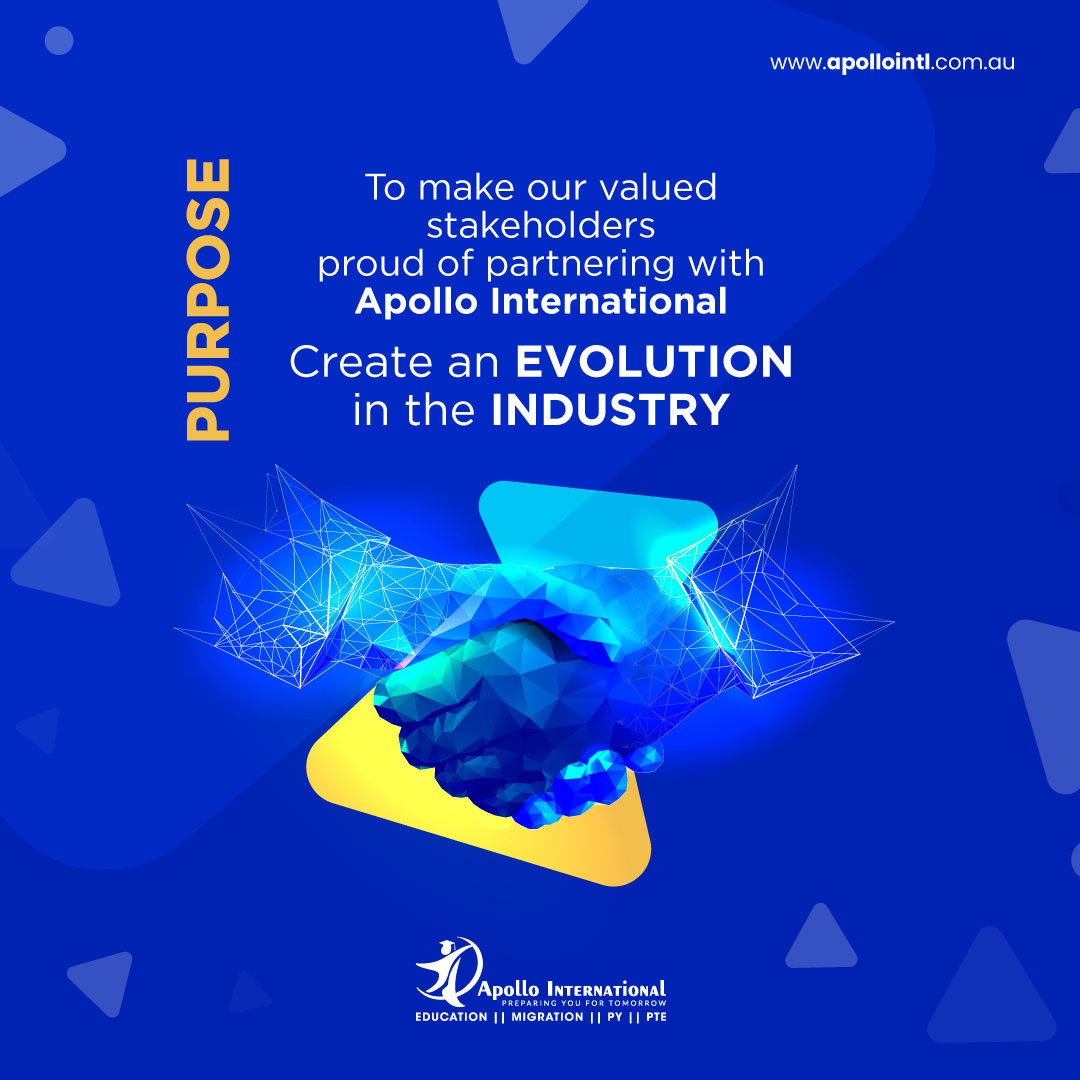 www.apollointl.com.au
PURPOSE
To make our valued
stakeholders
proud of partnering with
Apollo International
Create an EVOLUTION
in the INDUSTRY
APOLLO INTERNATIONAL
PREPARING YOU FOR TOMORROW
EDUCATION || MIGRATION || PY || PTE